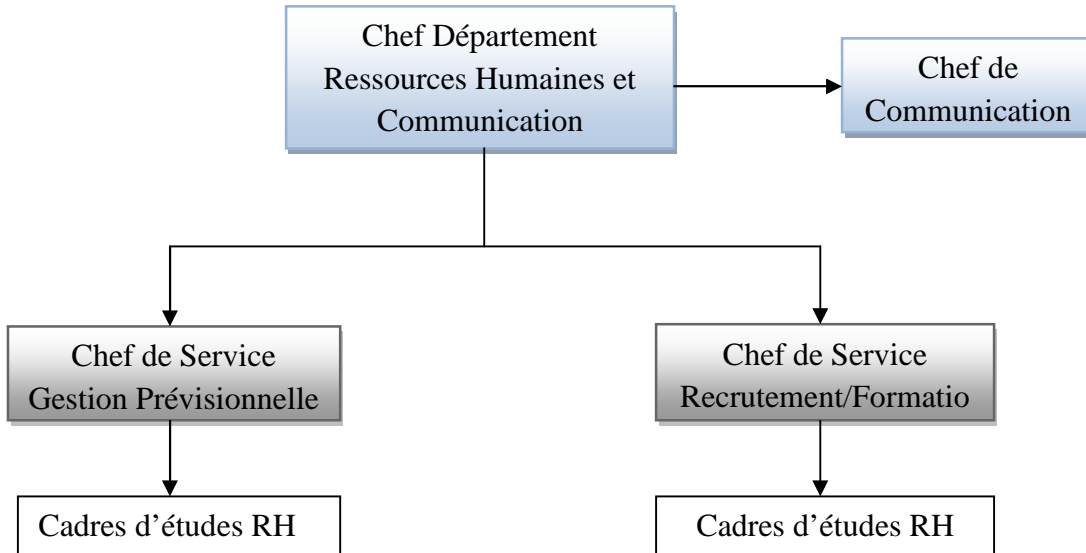 Chef Département
Ressources Humaines et
Communication
Chef de
Communication
Chef de Service
Gestion Prévisionnelle
Chef de Service
Recrutement/Formatio
Cadres d’études RH
Cadres d’études RH